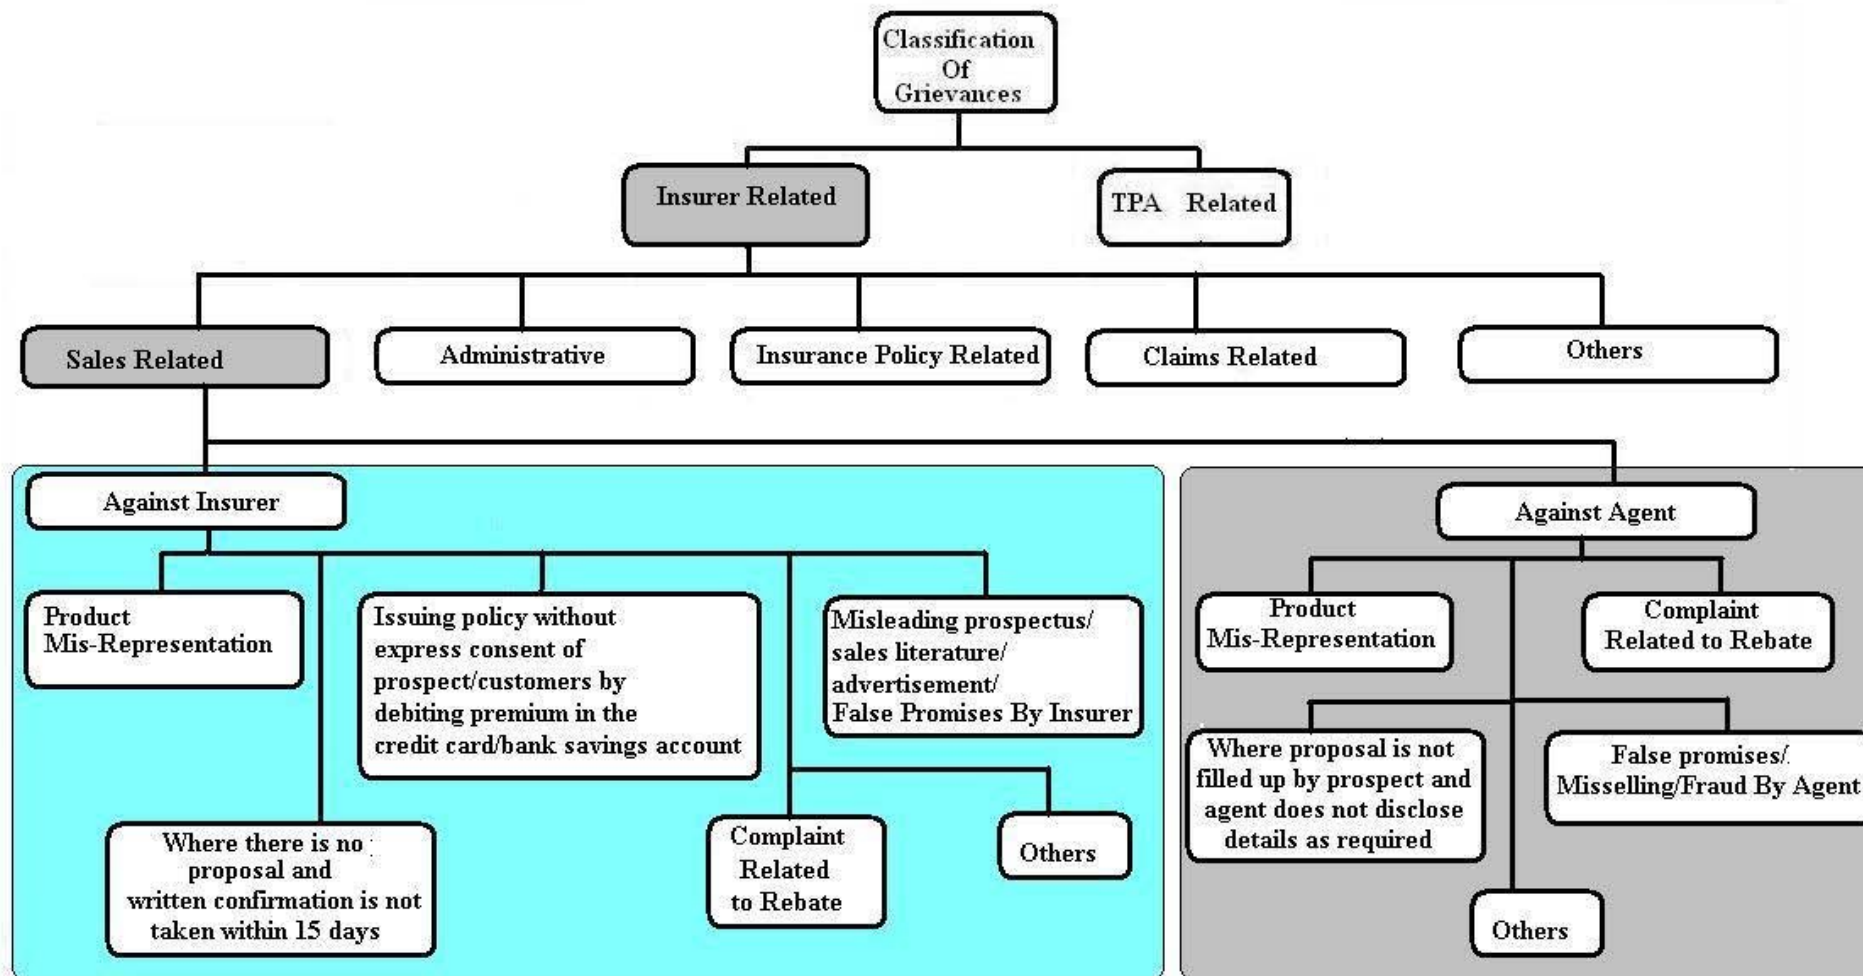 Classification
Of
Grievances
Insurer Related
TPA Related
Sales Related
Administrative
Insurance Policy Related
Claims Related
Others
Against Insurer
Against Agent
Product
Mis-Representation
Issuing policy without
express consent of
prospect/customers by
debiting premium in the
credit card/bank savings account
Misleading prospectus/
sales literature/
advertisement/
False Promises By Insurer
Where there is no
proposal and
written confirmation is not
taken within 15 days
Complaint
Related
to Rebate
Others
Product
Mis-Representation
Complaint
Related to Rebate
Where proposal is not
filled up by prospect and
agent does not disclose
details as required
False promises/
Misselling/Fraud By Agent
Others